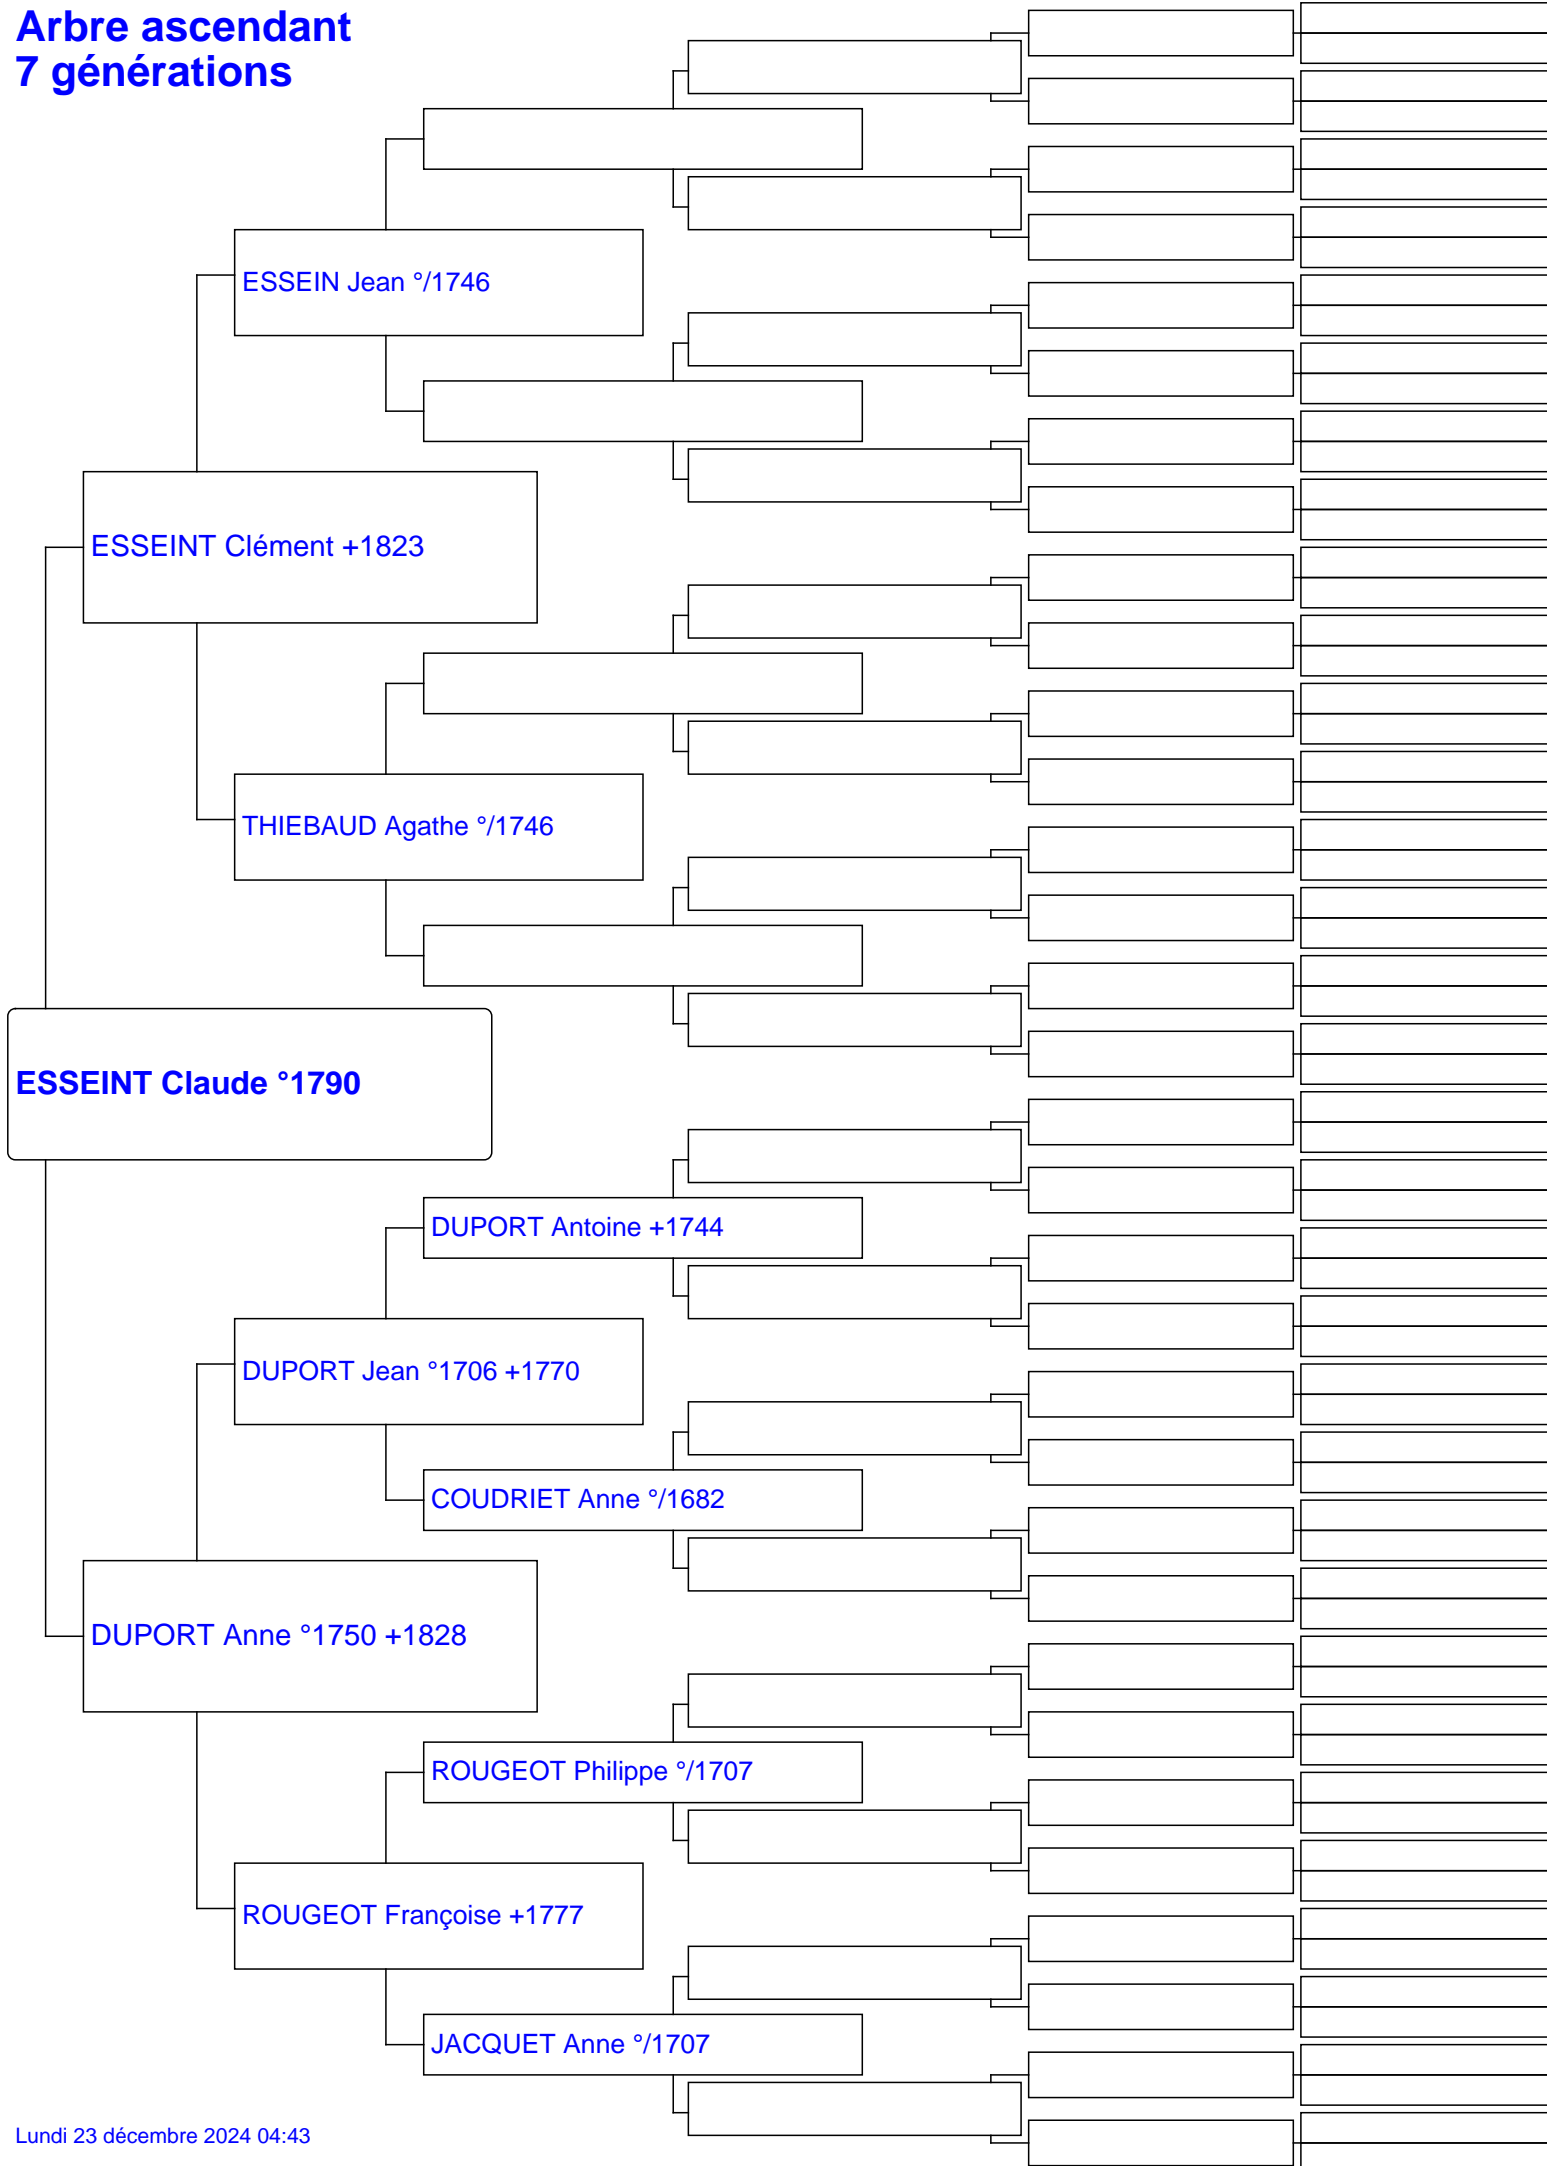 Arbre ascendant
7 générations
ESSEIN Jean °/1746
ESSEINT Clément +1823
THIEBAUD Agathe °/1746
ESSEINT Claude °1790
DUPORT Antoine +1744
DUPORT Jean °1706 +1770
COUDRIET Anne °/1682
DUPORT Anne °1750 +1828
ROUGEOT Philippe °/1707
ROUGEOT Françoise +1777
JACQUET Anne °/1707
Lundi 23 décembre 2024 04:43